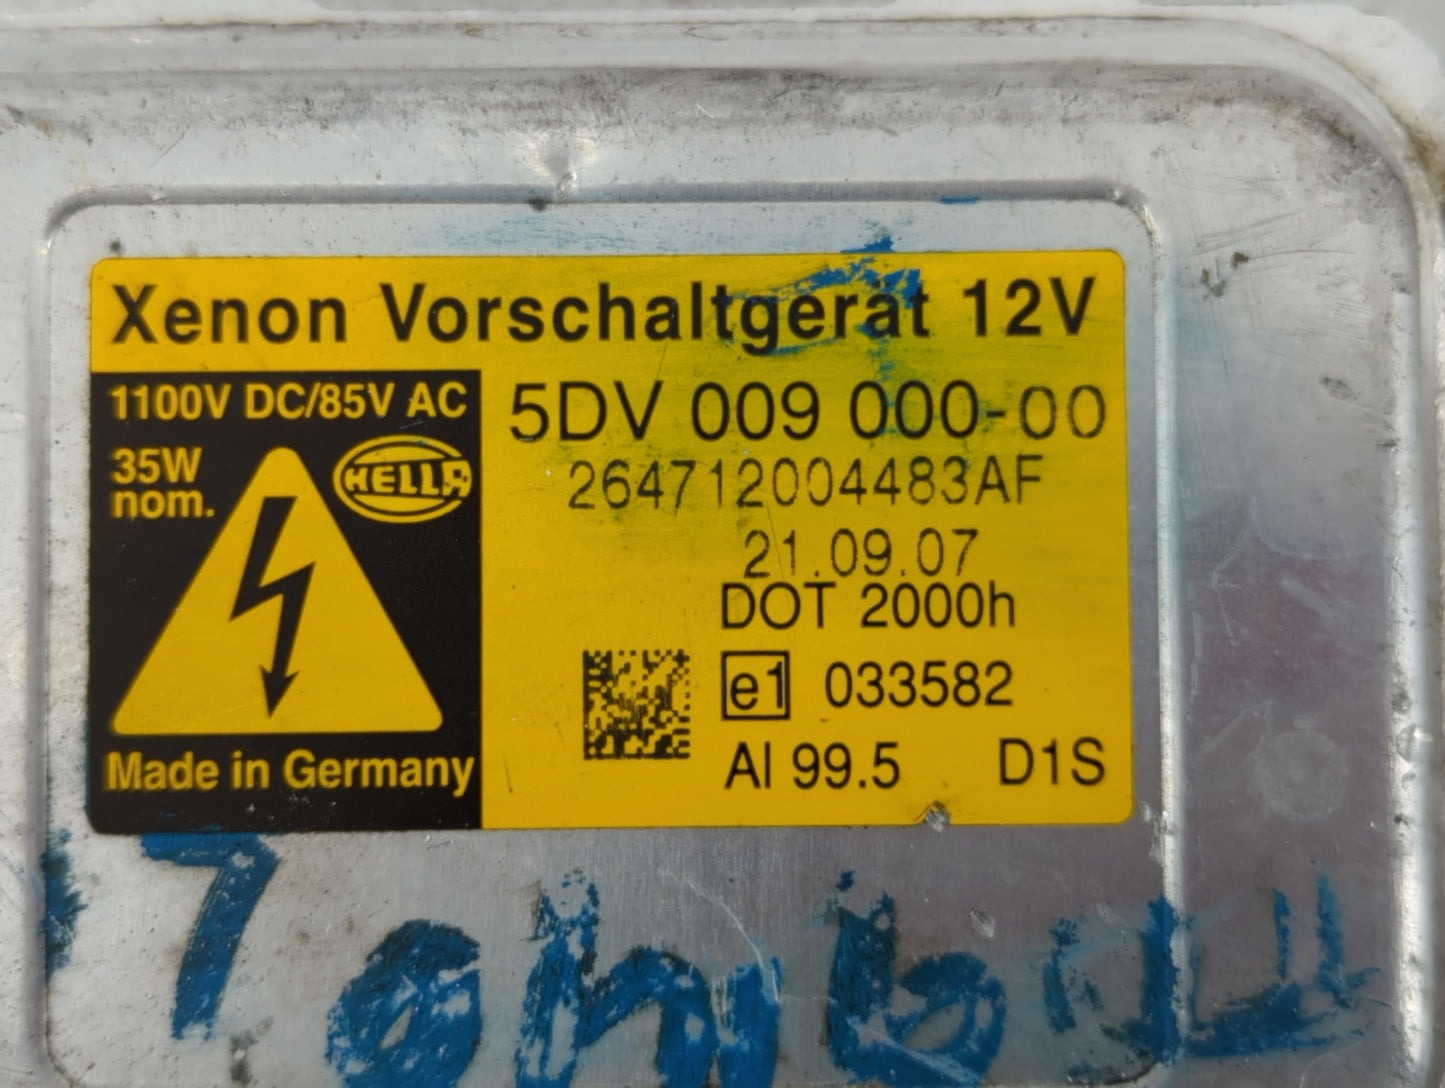 Xenon Vorschaltgerät 12V
1100V DC/85V AC
35W
nom.
HELLA
Made in Germany
5DV 009 000-00
264712004483AF
21.09.07
DOT 2000h
e1 033582
Al 99.5 D1S